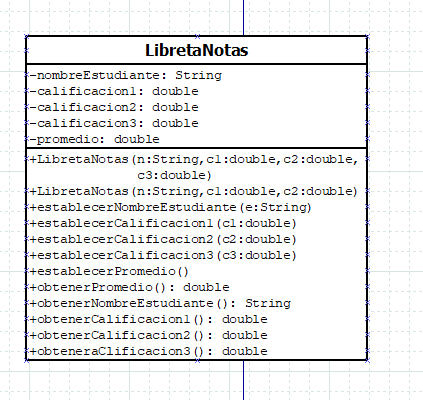 LibretaNotas
-nombreEstudiante: String
-calificacion1: double
-calificacion2: double
-calificacion3: double
-promedio: double
+LibretaNotas(n:String,c1:double,c2:double,
c3:double)
+LibretaNotas(n:String,c1:double,c2:double)
+establecerNombreEstudiante(e:String)
+establecerCalificacion1(c1:double)
+establecerCalificacion2(c2:double)
+establecerCalificacion3(c3:double)
+establecerPromedio()
+obtenerPromedio(): double
+obtenerNombreEstudiante(): String
+obtenerCalificacion1(): double
+obtenerCalificacion2(): double
+obteneraClificacion3(): double